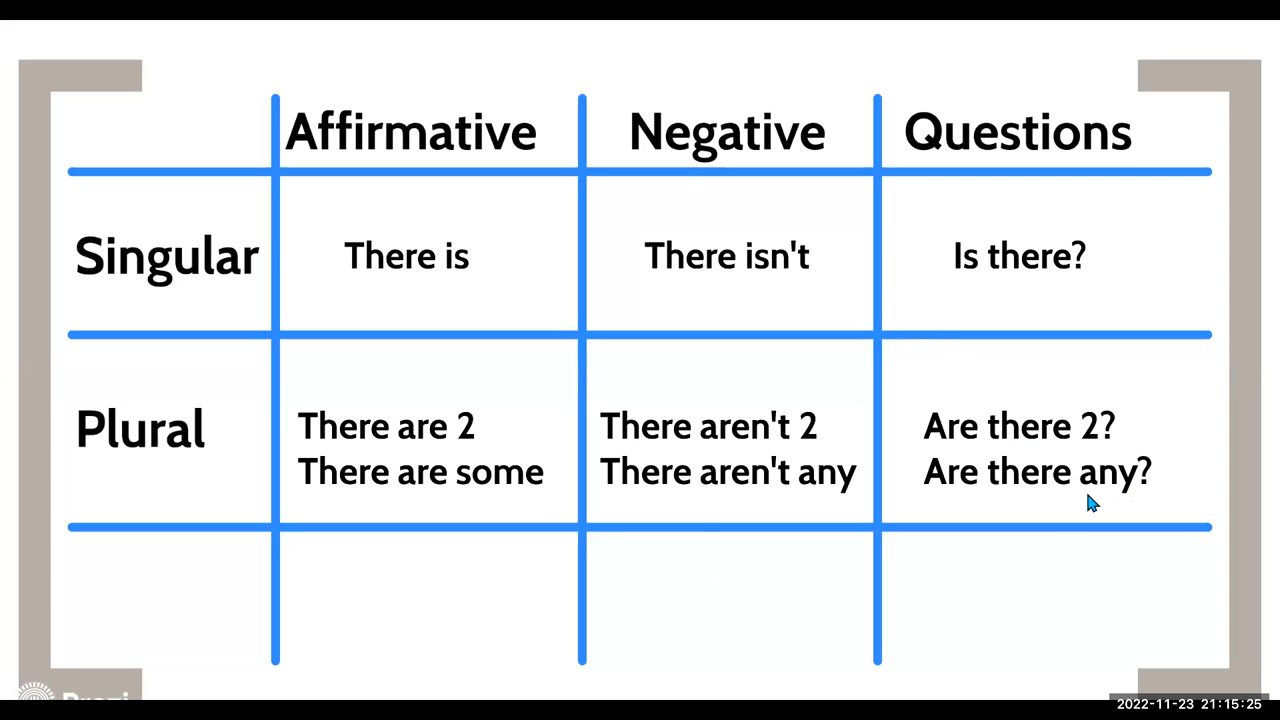 Affirmative Negative Questions
Singular There is There isn't Is there?
Plural
There are 2 There aren't 2 Are there 2?
There are some There aren't any Are there any?
2022-11-23 21:15:25